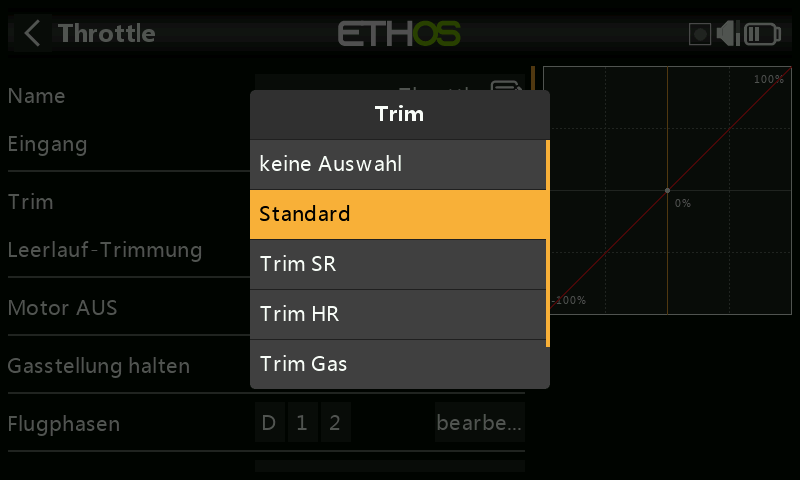 Throttle
ETHOS
Name
Eingang
Trim
Leerlauf-Trimmung
Motor AUS
Gasstellung halten
Flugphasen
D 1 2 bearbe...
Trim
keine Auswahl
Standard
Trim SR
Trim HR
Trim Gas
100%
0%
-100%